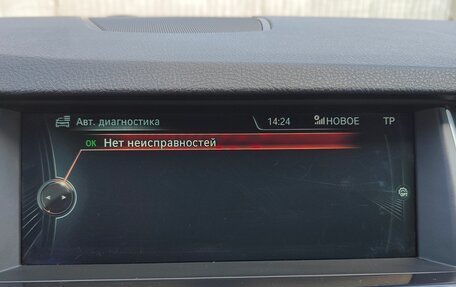 Авт. диагностика 14:24 НОВОЕ TP
OK Нет неисправностей